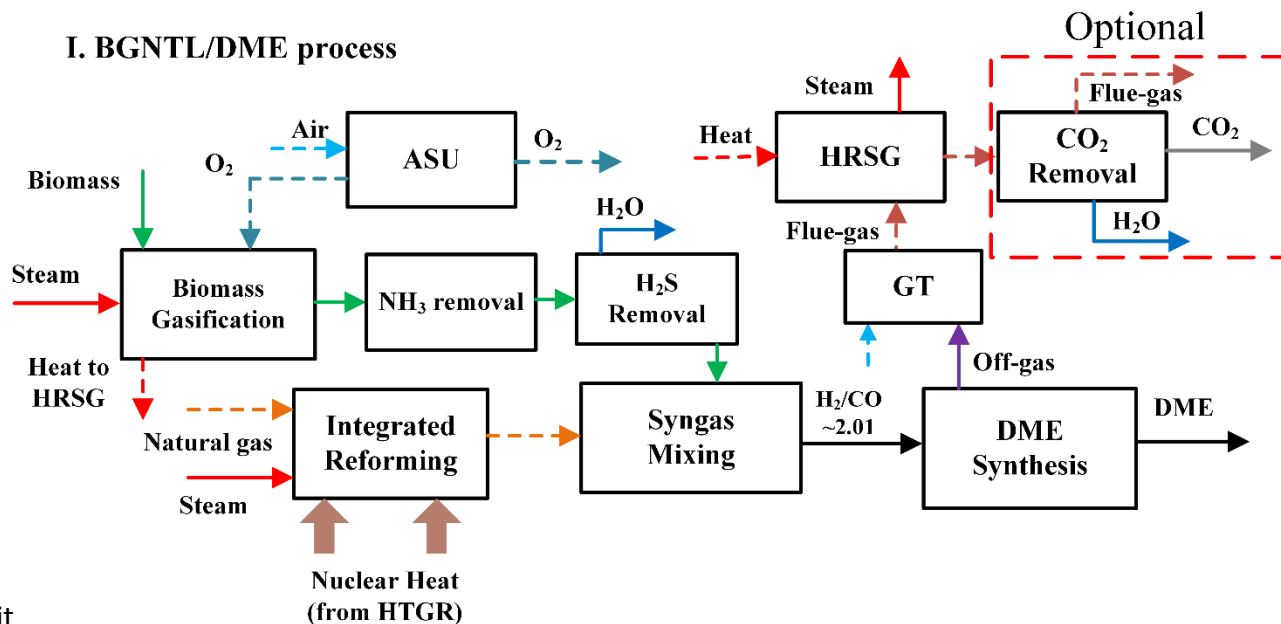 I. BGNTL/DME process
Optional
Steam
Flue-gas
Air
ASU
O₂
O₂
Heat
HRSG
CO₂
Removal
CO₂
Biomass
H₂O
H₂O
Flue-gas
Steam
Biomass
Gasification
NH₃ removal
H₂S
Removal
GT
Heat to
HRSG
Off-gas
Natural gas
Integrated
Reforming
Syngas
Mixing
H₂/CO
~2.01
DME
Synthesis
DME
Steam
Nuclear Heat
(from HTGR)
it